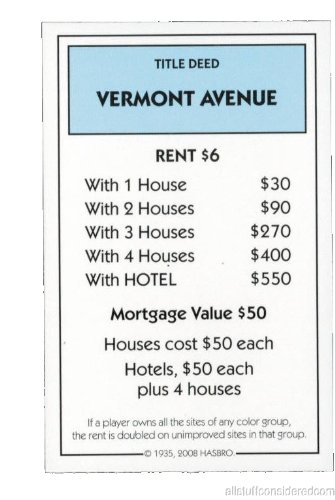 TITLE DEED
VERMONT AVENUE
RENT $6
With 1 House $30
With 2 Houses $90
With 3 Houses $270
With 4 Houses $400
With HOTEL $550
Mortgage Value $50
Houses cost $50 each
Hotels, $50 each
plus 4 houses
If a player owns all the sites of any color group,
the rent is doubled on unimproved sites in that group.
© 1935, 2008 HASBRO.
allstuffconsidered.com